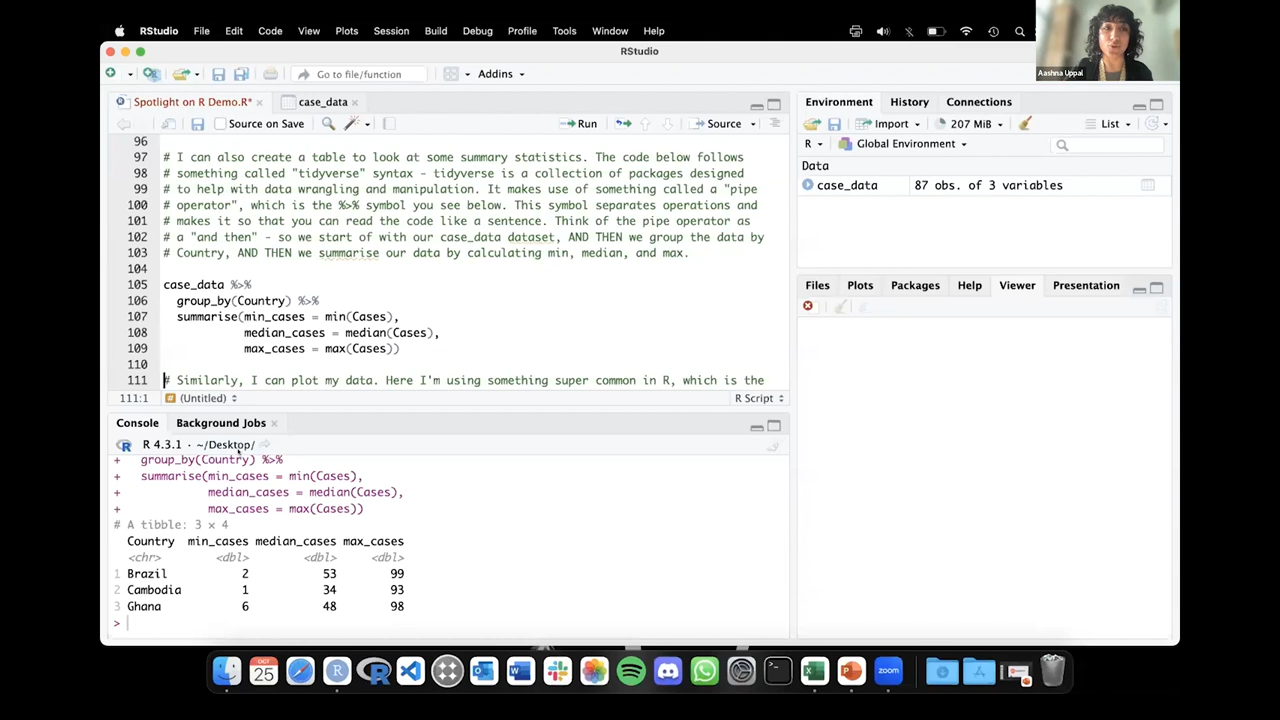 RStudio File Edit Code View Plots Session Build Debug Profile Tools Window Help
Aashna Uppal
RStudio
Go to file/function Addins
Spotlight on R Demo.R* case_data
Source on Save Run Source
96
97 # I can also create a table to look at some summary statistics. The code below follows
98 # something called "tidyverse" syntax - tidyverse is a collection of packages designed
99 # to help with data wrangling and manipulation. It makes use of something called a "pipe
100 # operator", which is the %>% symbol you see below. This symbol separates operations and
101 # makes it so that you can read the code like a sentence. Think of the pipe operator as
102 # a "and then" - so we start of with our case_data dataset, AND THEN we group the data by
103 # Country, AND THEN we summarise our data by calculating min, median, and max.
104
105 case_data %>%
106 group_by(Country) %>%
107 summarise(min_cases = min(Cases),
108 median_cases = median(Cases),
109 max_cases = max(Cases))
110
111 # Similarly, I can plot my data. Here I'm using something super common in R, which is the
111:1 # (Untitled) R Script
Console Background Jobs
R 4.3.1 · ~/Desktop/
+ group_by(Country) %>%
+ summarise(min_cases = min(Cases),
+ median_cases = median(Cases),
+ max_cases = max(Cases))
# A tibble: 3 × 4
Country min_cases median_cases max_cases
<chr> <dbl> <dbl> <dbl>
1 Brazil 2 53 99
2 Cambodia 1 34 93
3 Ghana 6 48 98
>
Environment History Connections
Import 207 MiB List
R Global Environment
Data
case_data 87 obs. of 3 variables
Files Plots Packages Help Viewer Presentation
OCT
25
zoom